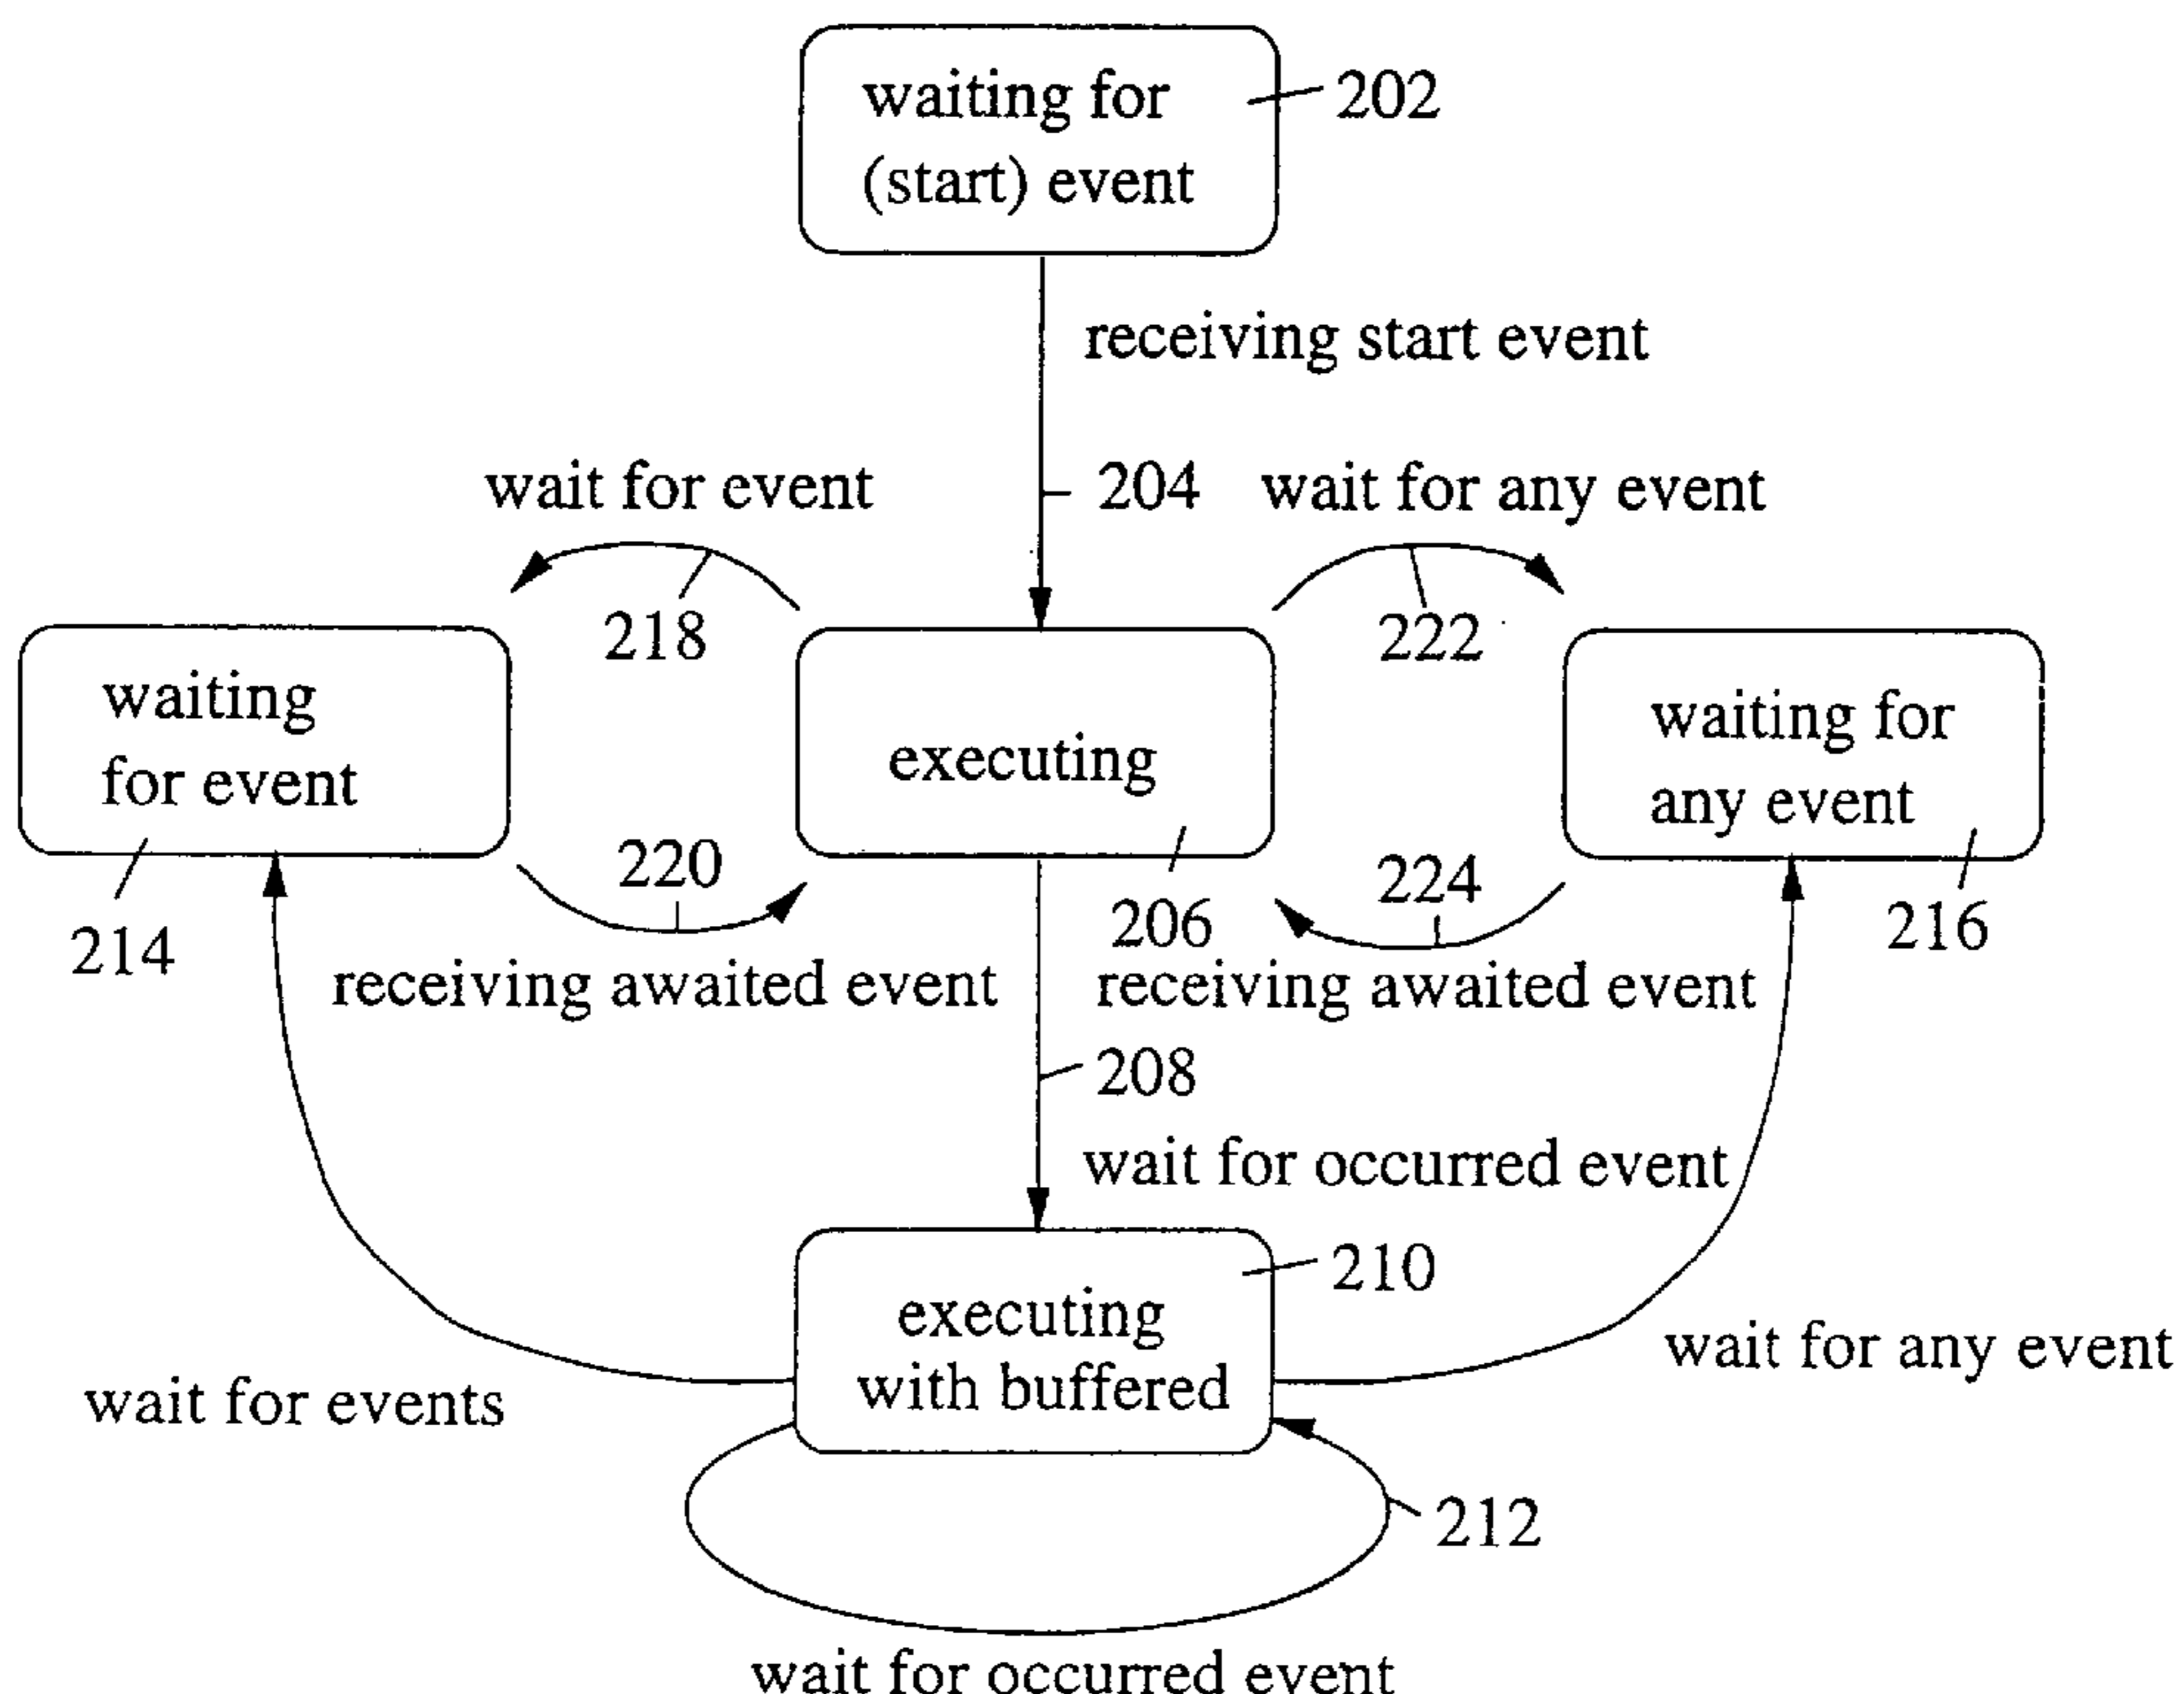 waiting for
(start) event
202
receiving start event
wait for event
204
wait for any event
218
222
waiting
for event
executing
waiting for
any event
220
224
214
206
216
receiving awaited event
receiving awaited event
208
wait for occurred event
210
executing
with buffered
wait for any event
wait for events
212
wait for occurred event